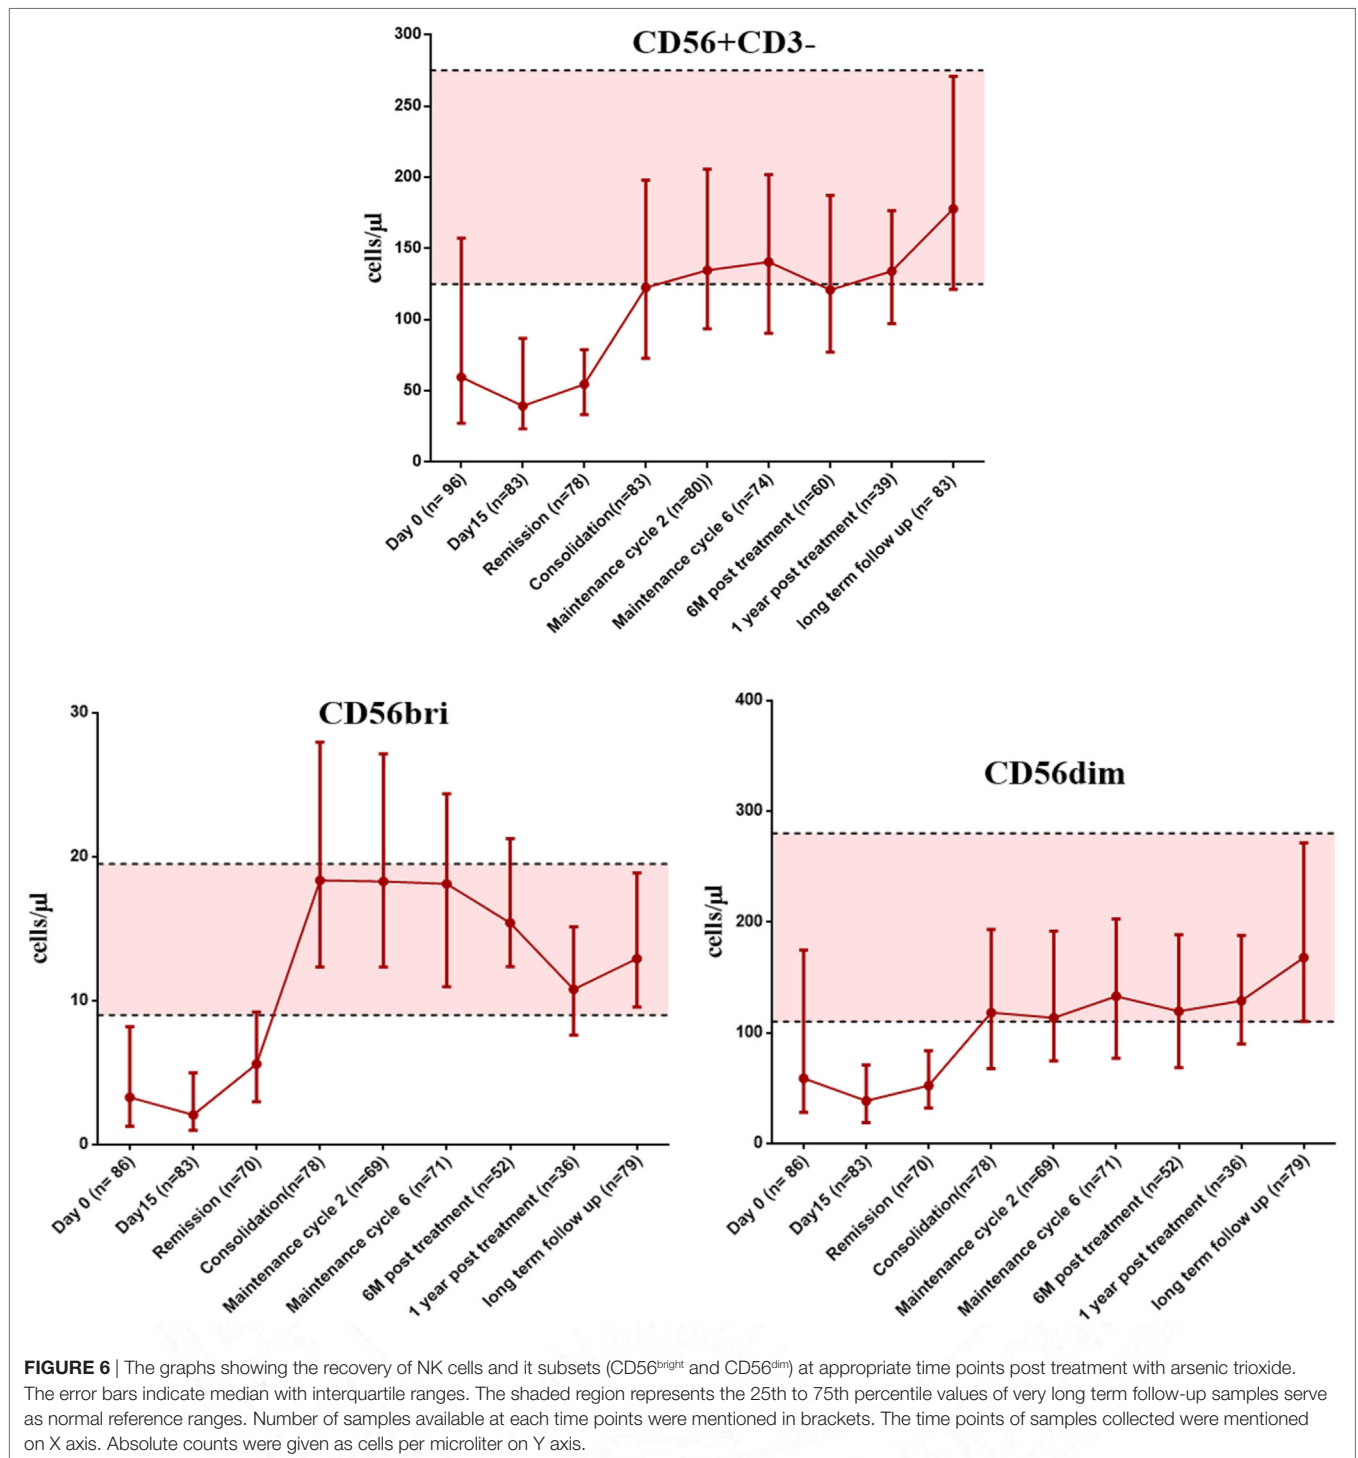 CD56+CD3-
300
250
200
150
100
50
0
cells/µl
Day 0 (n= 96)
Day15 (n=83)
Remission (n=78)
Consolidation(n=83)
Maintenance cycle 2 (n=80))
Maintenance cycle 6 (n=74)
6M post treatment (n=60)
1 year post treatment (n=39)
long term follow up (n= 83)
CD56bri
30
20
10
0
cells/µl
Day 0 (n= 86)
Day15 (n=83)
Remission (n=70)
Consolidation(n=78)
Maintenance cycle 2 (n=69)
Maintenance cycle 6 (n=71)
6M post treatment (n=52)
1 year post treatment (n=36)
long term follow up (n=79)
CD56dim
400
300
200
100
0
cells/µl
Day 0 (n= 86)
Day15 (n=83)
Remission (n=70)
Consolidation(n=78)
Maintenance cycle 2 (n=69)
Maintenance cycle 6 (n=71)
6M post treatment (n=52)
1 year post treatment (n=36)
long term follow up (n=79)
FIGURE 6 | The graphs showing the recovery of NK cells and it subsets (CD56bright and CD56dim) at appropriate time points post treatment with arsenic trioxide.
The error bars indicate median with interquartile ranges. The shaded region represents the 25th to 75th percentile values of very long term follow-up samples serve
as normal reference ranges. Number of samples available at each time points were mentioned in brackets. The time points of samples collected were mentioned
on X axis. Absolute counts were given as cells per microliter on Y axis.